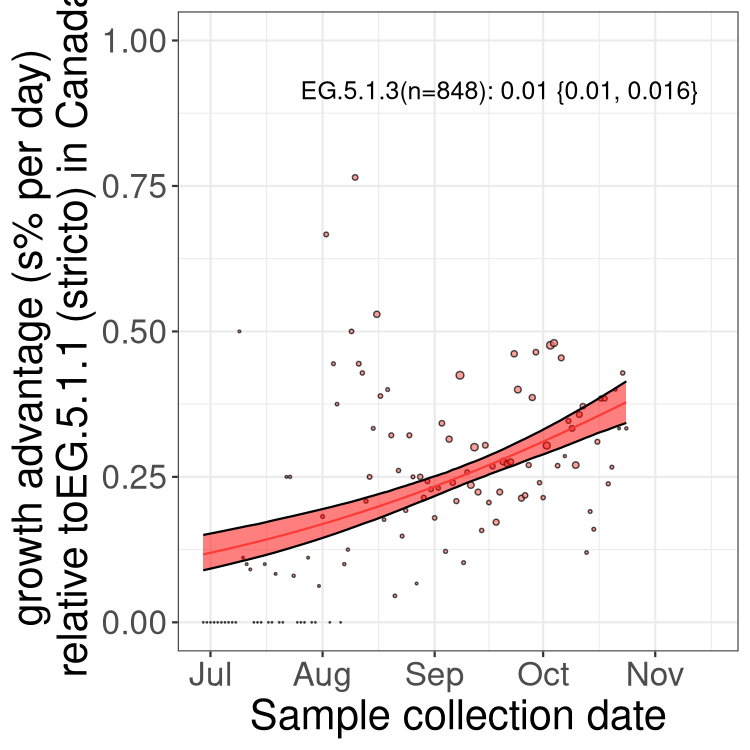 growth advantage (s% per day)
relative toEG.5.1.1 (stricto) in Canada
1.00
0.75
0.50
0.25
0.00
EG.5.1.3(n=848): 0.01 {0.01, 0.016}
Jul Aug Sep Oct Nov
Sample collection date